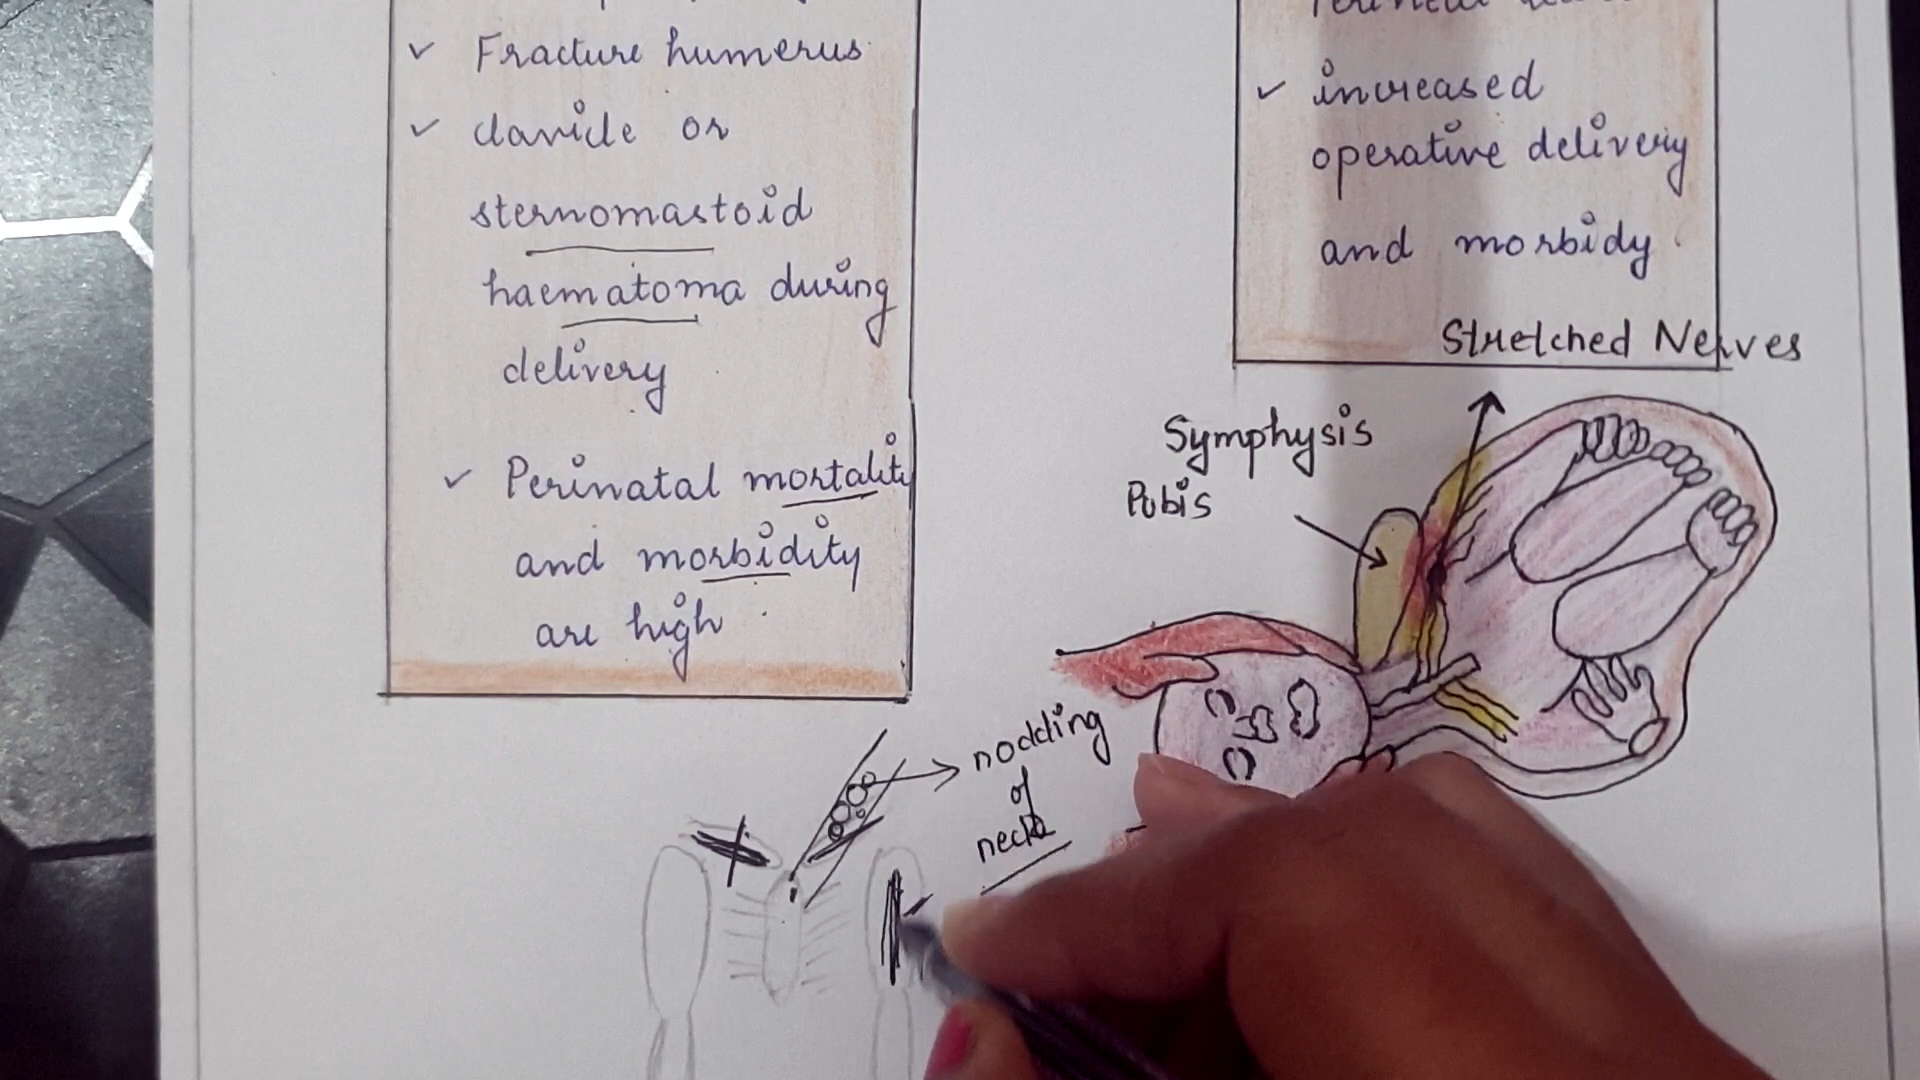 ✓ Fracture humerus
✓ clavicle or
sternomastoid
haematoma during
delivery
✓ Perinatal mortality
and morbidity
are high
✓ increased
operative delivery
and morbidy
Stretched Nerves
Symphysis
Pubis
nodding
of
neck